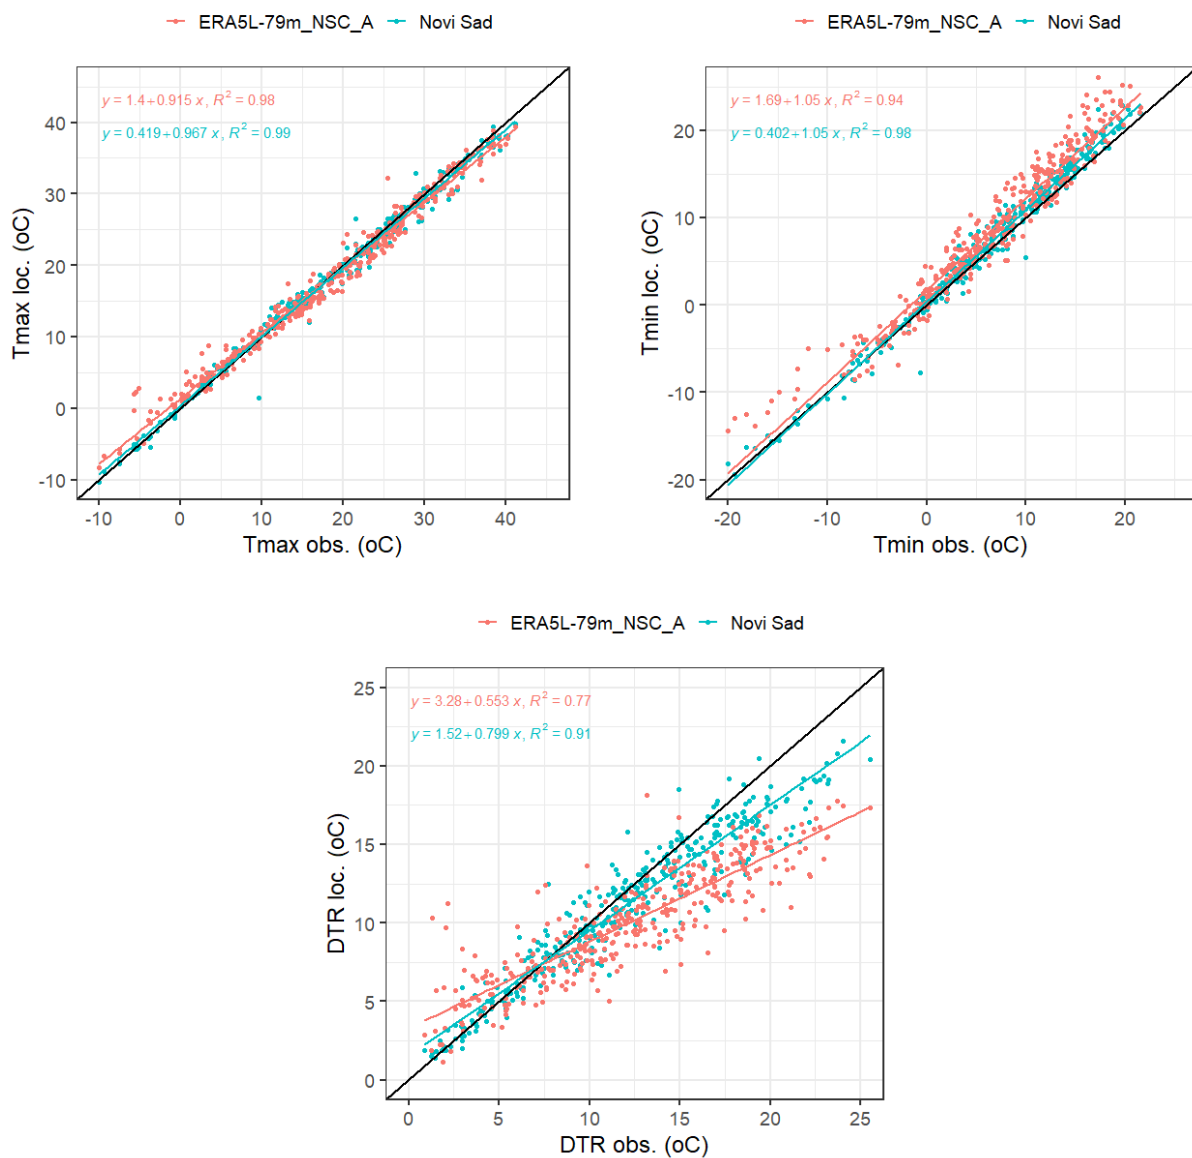 ERA5L-79m_NSC_A Novi Sad
y = 1.4+0.915 x, R² = 0.98
y = 0.419+0.967 x, R² = 0.99
40
30
20
10
0
-10
Tmax loc. (oC)
-10 0 10 20 30 40
Tmax obs. (oC)
ERA5L-79m_NSC_A Novi Sad
y = 1.69+1.05 x, R² = 0.94
y = 0.402+1.05 x, R² = 0.98
20
10
0
-10
-20
Tmin loc. (oC)
-20 -10 0 10 20
Tmin obs. (oC)
ERA5L-79m_NSC_A Novi Sad
y = 3.28+0.553 x, R² = 0.77
y = 1.52+0.799 x, R² = 0.91
25
20
15
10
5
0
DTR loc. (oC)
0 5 10 15 20 25
DTR obs. (oC)